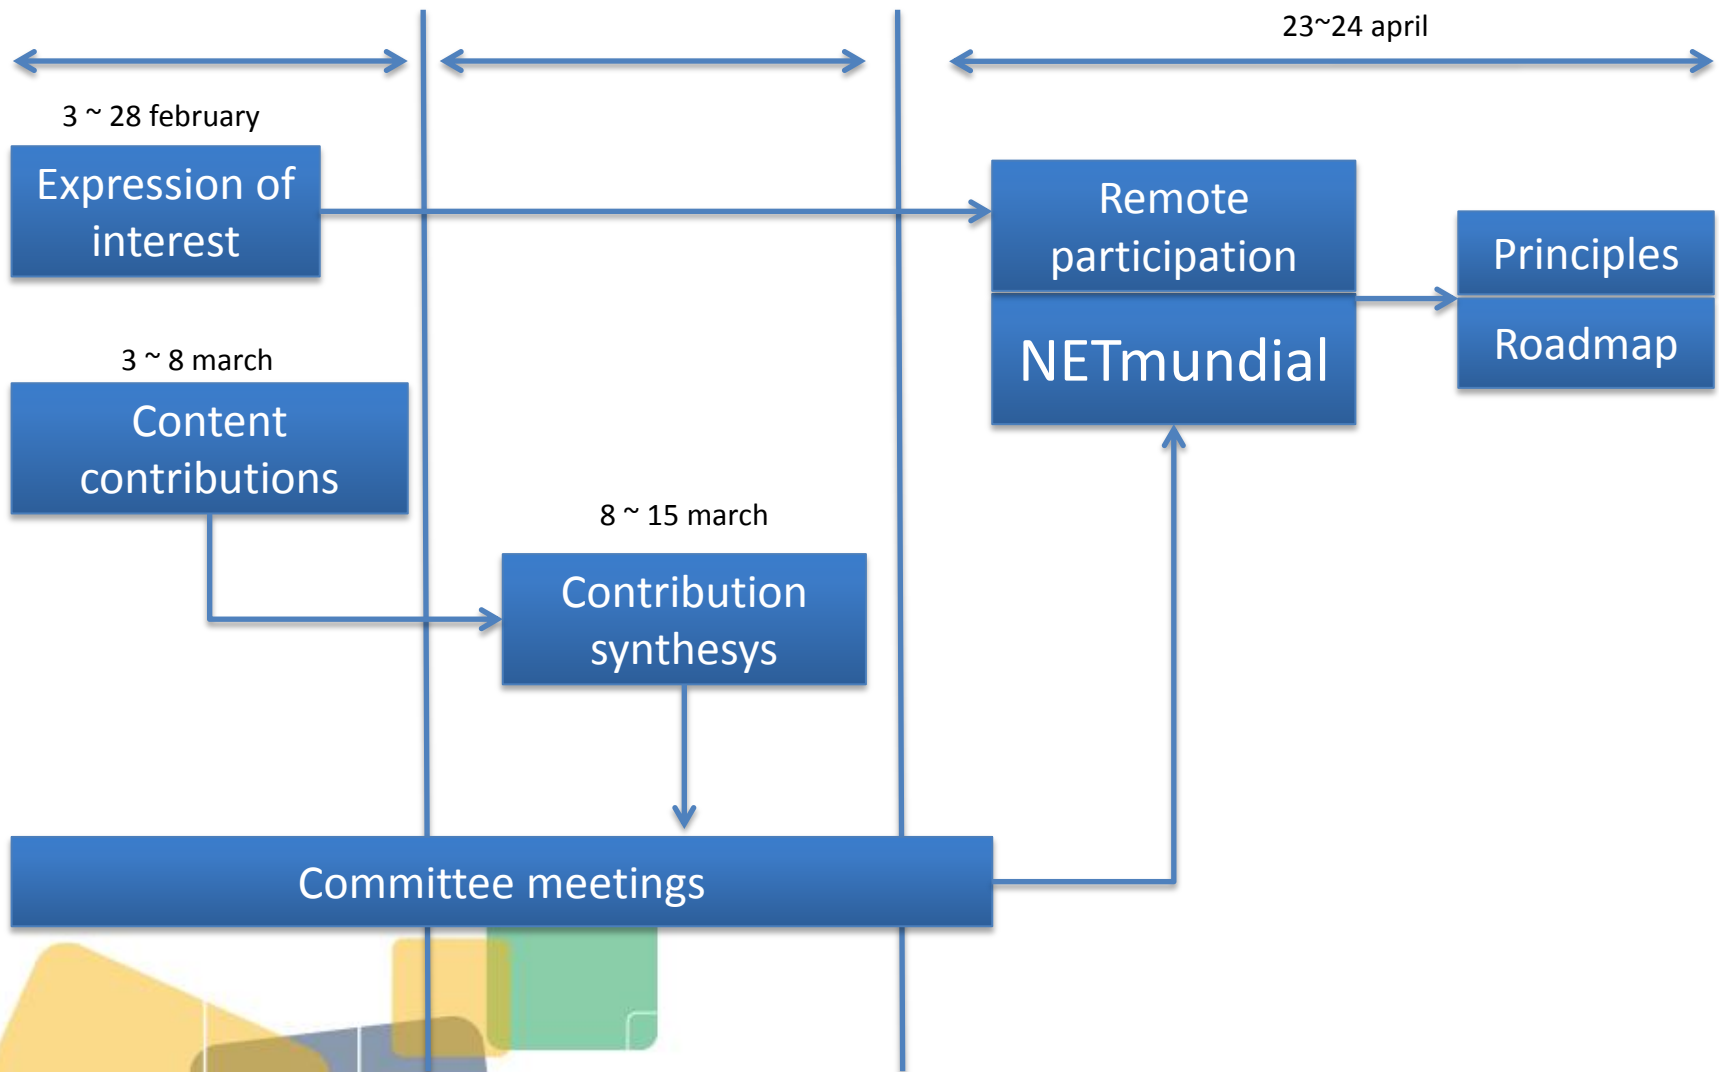 23~24 april
3 ~ 28 february
Expression of
interest
Remote
participation
Principles
NETmundial
Roadmap
3 ~ 8 march
Content
contributions
8 ~ 15 march
Contribution
synthesys
Committee meetings